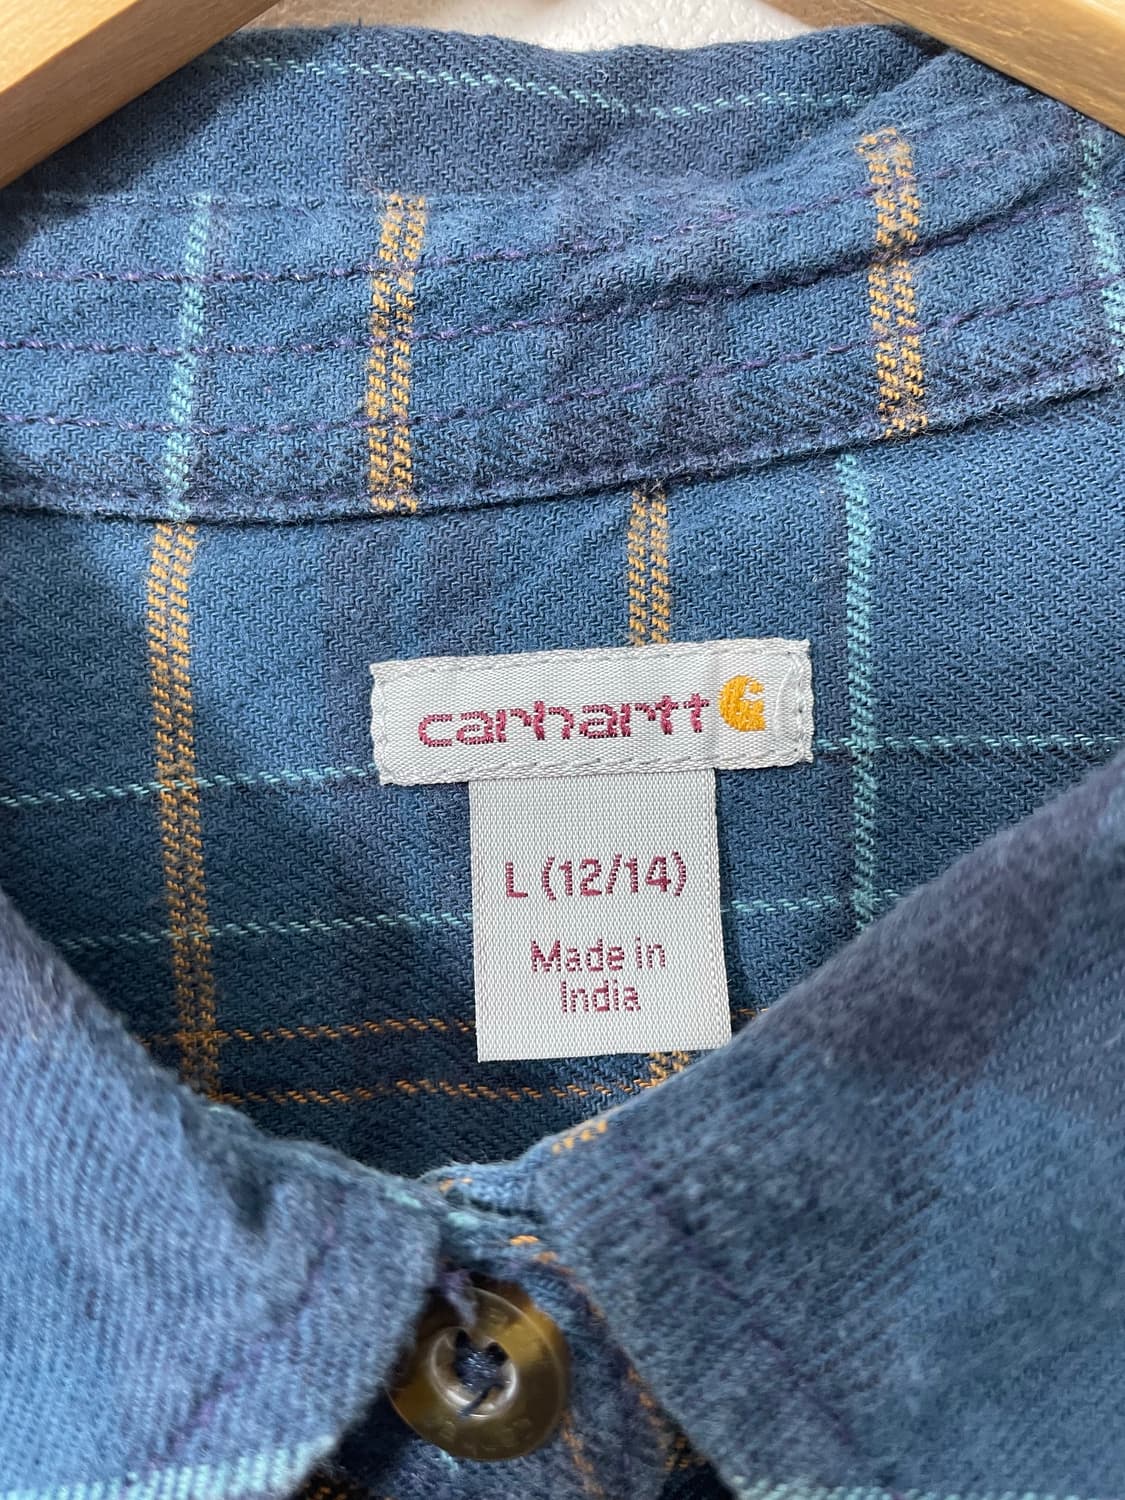 carhartt
L (12/14)
Made in
India